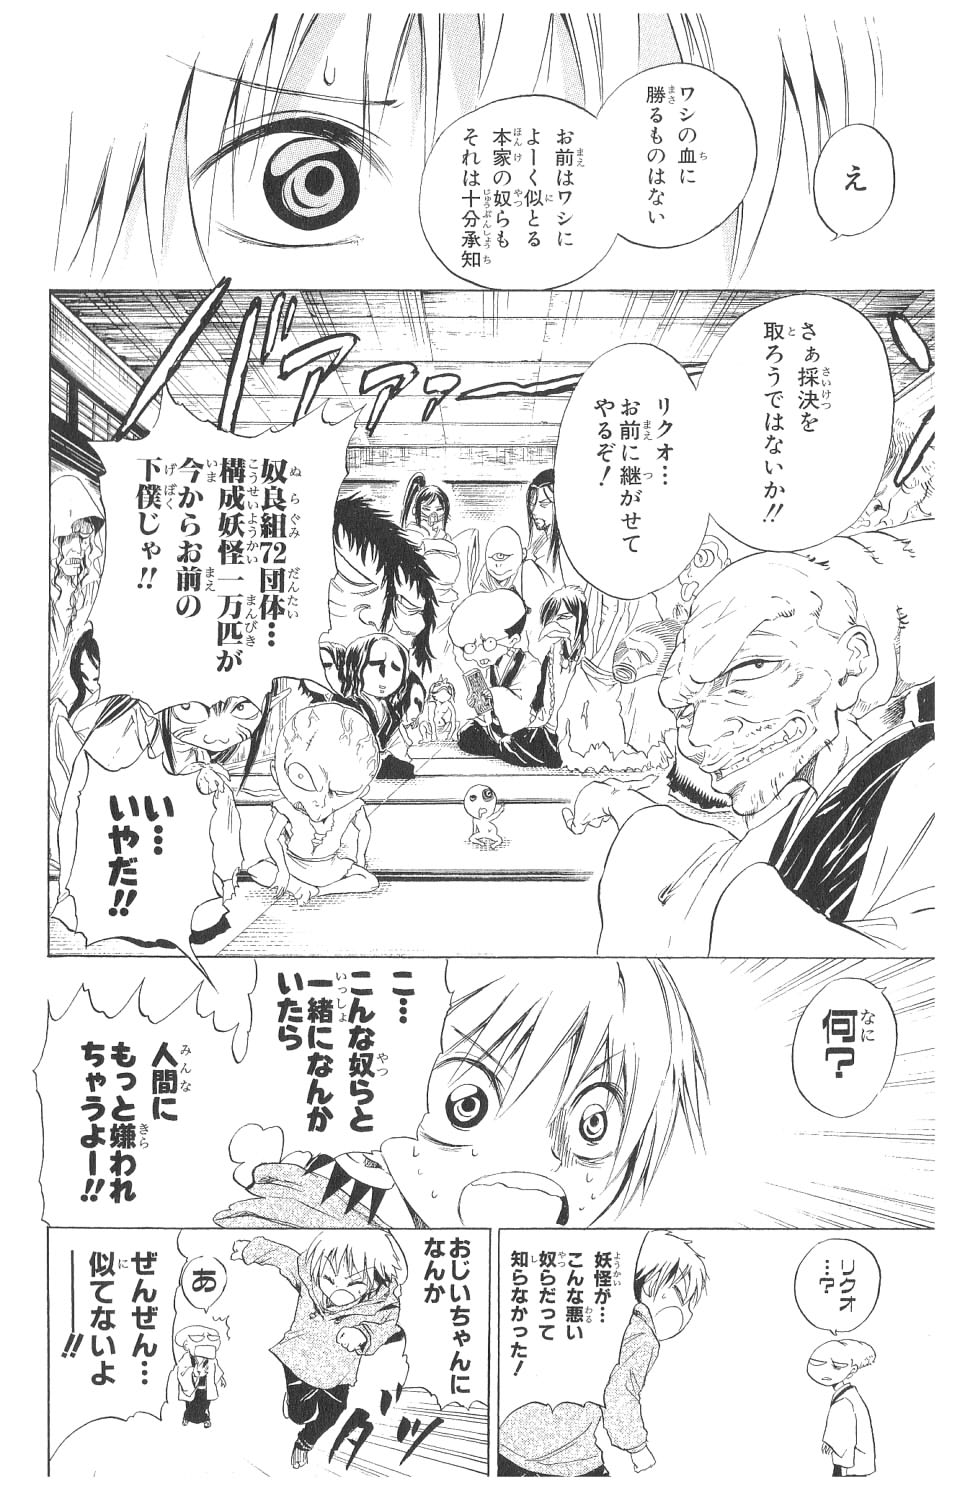 え
ワシの血に
勝るものはない
お前はワシに
よーく似とる
本家の奴らも
それは十分承知
さぁ採決を
取ろうではないか!!
リクオ…
お前に継がせて
やるぞ!
バァアァーーー
奴良組72団体…
構成妖怪一万匹が
今からお前の
下僕じゃ!!
い…
いやだ!!
何?
こ…
こんな奴らと
一緒になんか
いたら
人間に
もっと嫌われ
ちゃうよー!!
リクオ
…?
妖怪が…
こんな悪い
奴らだって
知らなかった!
おじいちゃんに
なんか
ダッ
あ
ぜんぜん…
似てないよ
――!!